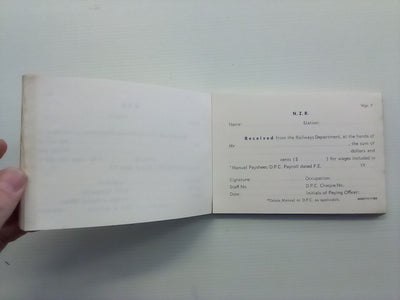 N.Z.R.
Name: Station:
Received from the Railways Department, at the hands of
Mr , the sum of
dollars and
cents ($ ) for wages included in
*Manual Paysheet/D.P.C. Payroll dated P.E. 19
Signature: Occupation:
Staff No. D.P.C. Cheque No.
Date Initials of Paying Officer:
*Delete Manual or D.P.C. as applicable.